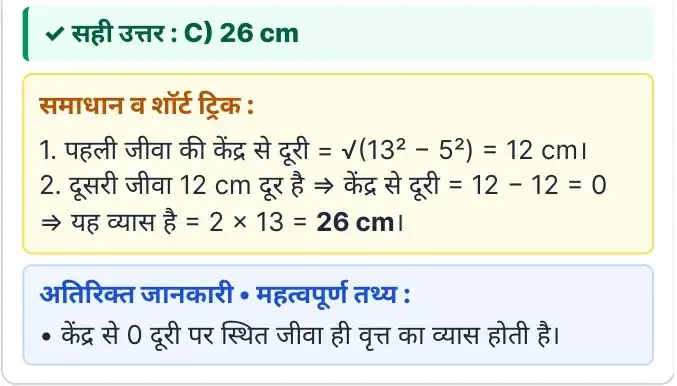 ✓ सही उत्तर : C) 26 cm
समाधान व शॉर्ट ट्रिक :
1. पहली जीवा की केंद्र से दूरी = √(13² − 5²) = 12 cm।
2. दूसरी जीवा 12 cm दूर है ⇒ केंद्र से दूरी = 12 − 12 = 0
⇒ यह व्यास है = 2 × 13 = 26 cm।
अतिरिक्त जानकारी • महत्वपूर्ण तथ्य :
• केंद्र से 0 दूरी पर स्थित जीवा ही वृत्त का व्यास होती है।